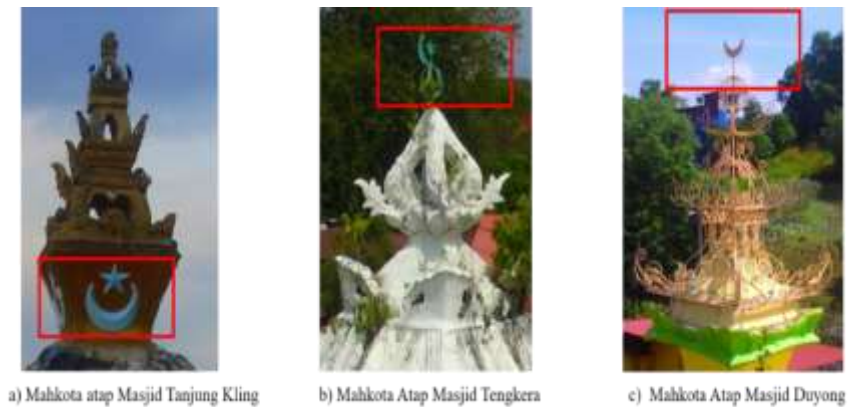 a) Mahkota atap Masjid Tanjung Kling
b) Mahkota Atap Masjid Tengkera
c) Mahkota Atap Masjid Duyong